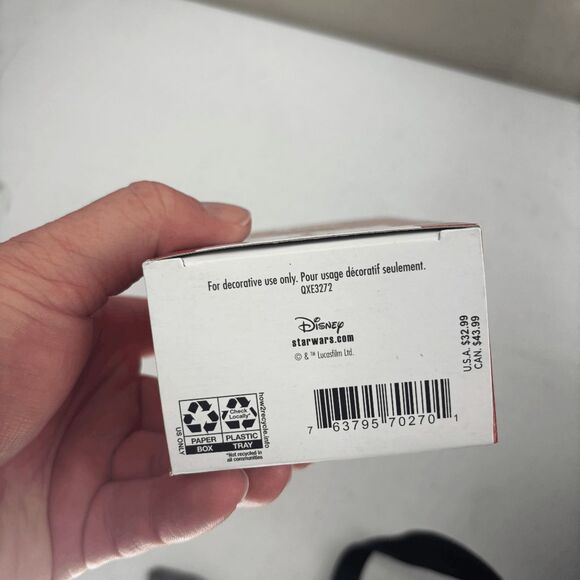 For decorative use only. Pour usage décoratif seulement.
QXE3272
Disney
starwars.com
© & ™ Lucasfilm Ltd.
U.S.A. $32.99
CAN. $43.99
US ONLY
PAPER
BOX
Check
Locally*
PLASTIC
TRAY
*Not recycled in
all communities
how2recycle.info
7 63795 70270 1